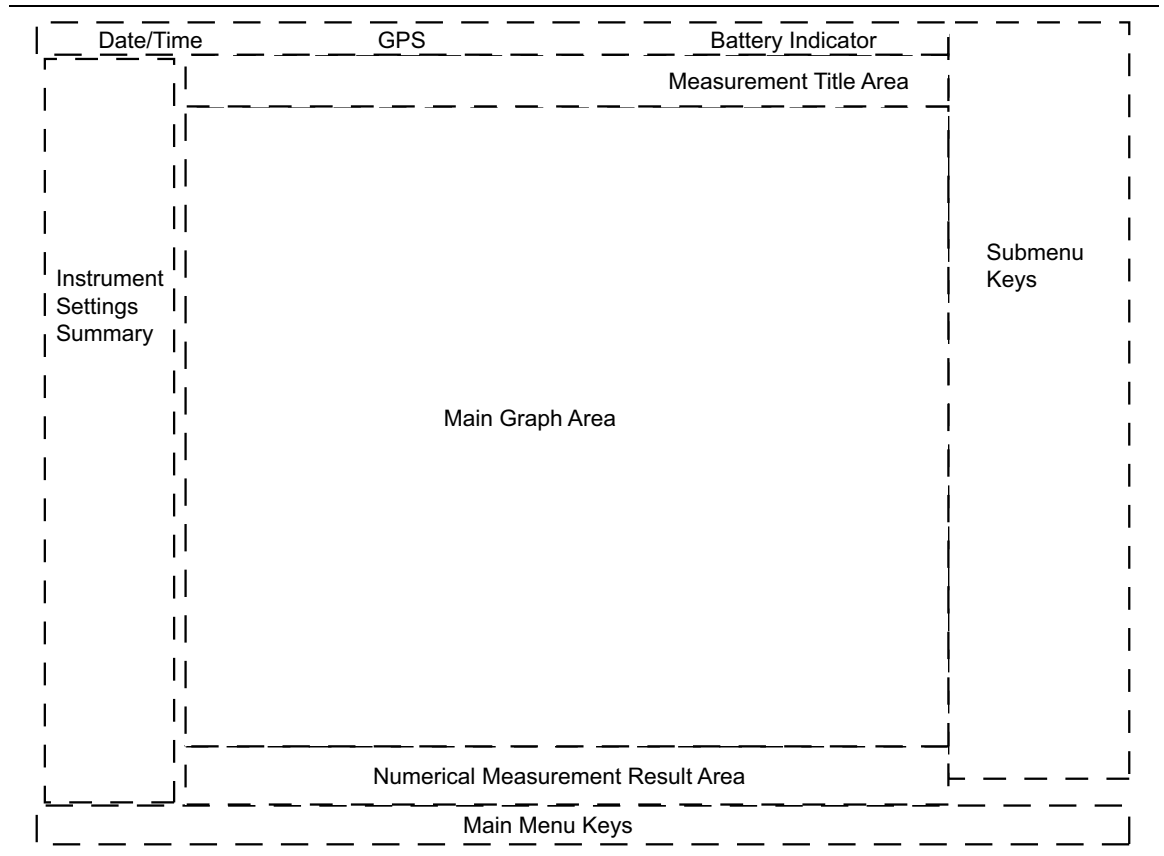 Date/Time GPS Battery Indicator
Measurement Title Area
Submenu
Keys
Instrument
Settings
Summary
Main Graph Area
Numerical Measurement Result Area
Main Menu Keys